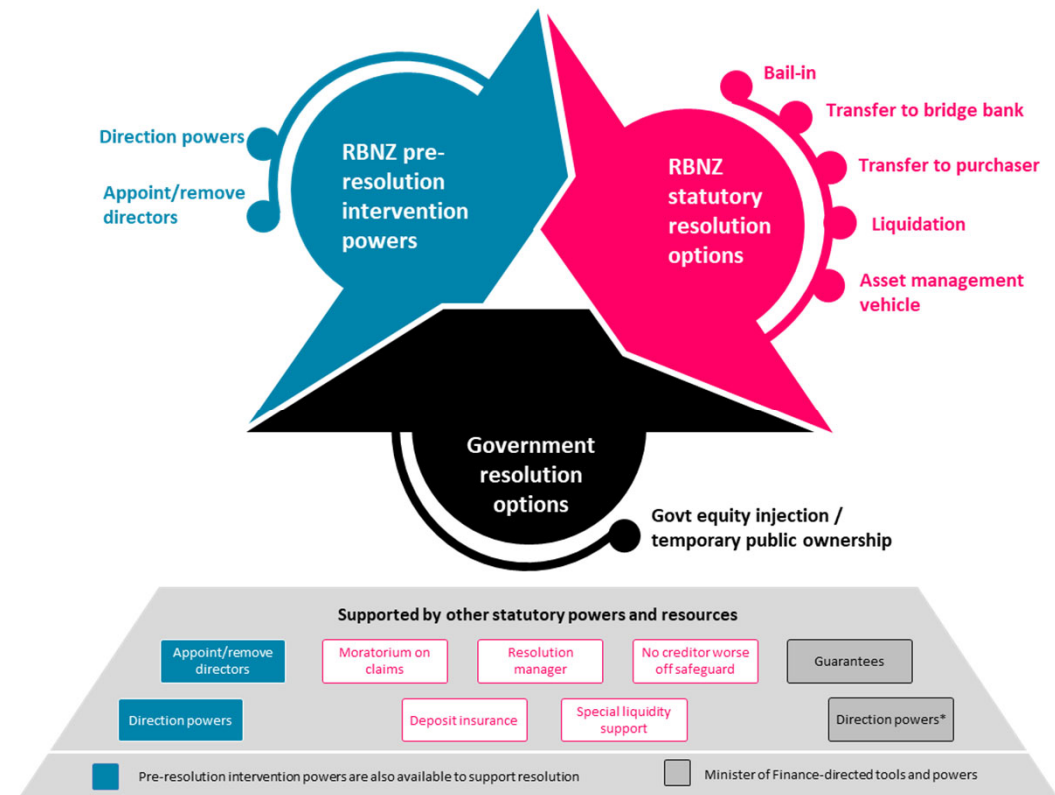 Direction powers
Appoint/remove
directors
RBNZ pre-
resolution
intervention
powers
RBNZ
statutory
resolution
options
Bail-in
Transfer to bridge bank
Transfer to purchaser
Liquidation
Asset management
vehicle
Government
resolution
options
Govt equity injection /
temporary public ownership
Supported by other statutory powers and resources
Appoint/remove
directors
Moratorium on
claims
Resolution
manager
No creditor worse
off safeguard
Guarantees
Direction powers
Deposit insurance
Special liquidity
support
Direction powers*
Pre-resolution intervention powers are also available to support resolution
Minister of Finance-directed tools and powers